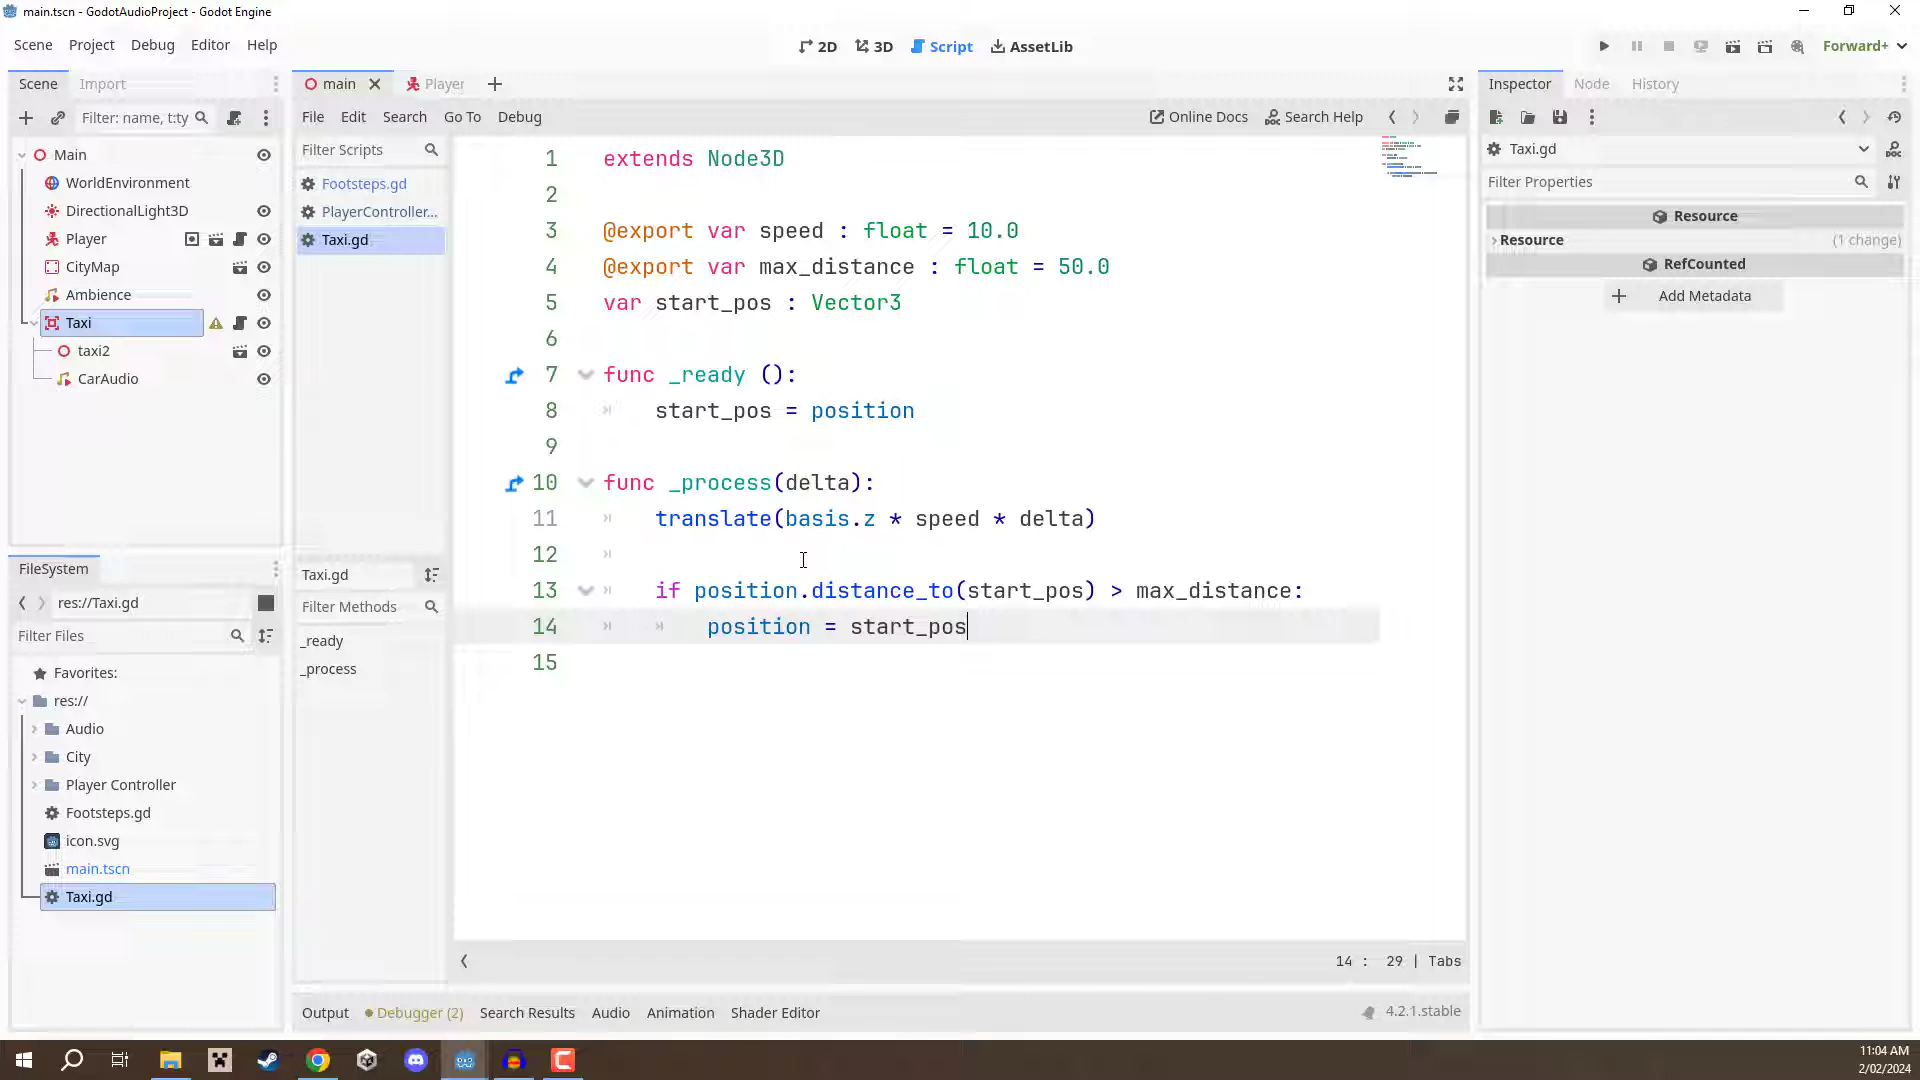 main.tscn - GodotAudioProject - Godot Engine
Scene Project Debug Editor Help
2D 3D Script AssetLib
Forward+
Scene Import
Filter: name, t:ty
Main
WorldEnvironment
DirectionalLight3D
Player
CityMap
Ambience
Taxi
taxi2
CarAudio
FileSystem
res://Taxi.gd
Filter Files
Favorites:
res://
Audio
City
Player Controller
Footsteps.gd
icon.svg
main.tscn
Taxi.gd
main Player
File Edit Search Go To Debug
Online Docs Search Help
Filter Scripts
Footsteps.gd
PlayerController...
Taxi.gd
Taxi.gd
Filter Methods
_ready
_process
1 extends Node3D
2
3 @export var speed : float = 10.0
4 @export var max_distance : float = 50.0
5 var start_pos : Vector3
6
7 func _ready ():
8 start_pos = position
9
10 func _process(delta):
11 translate(basis.z * speed * delta)
12
13 if position.distance_to(start_pos) > max_distance:
14 position = start_pos
15
14 : 29 | Tabs
Output Debugger (2) Search Results Audio Animation Shader Editor
4.2.1.stable
Inspector Node History
Taxi.gd
Filter Properties
Resource
Resource (1 change)
RefCounted
Add Metadata
11:04 AM
2/02/2024